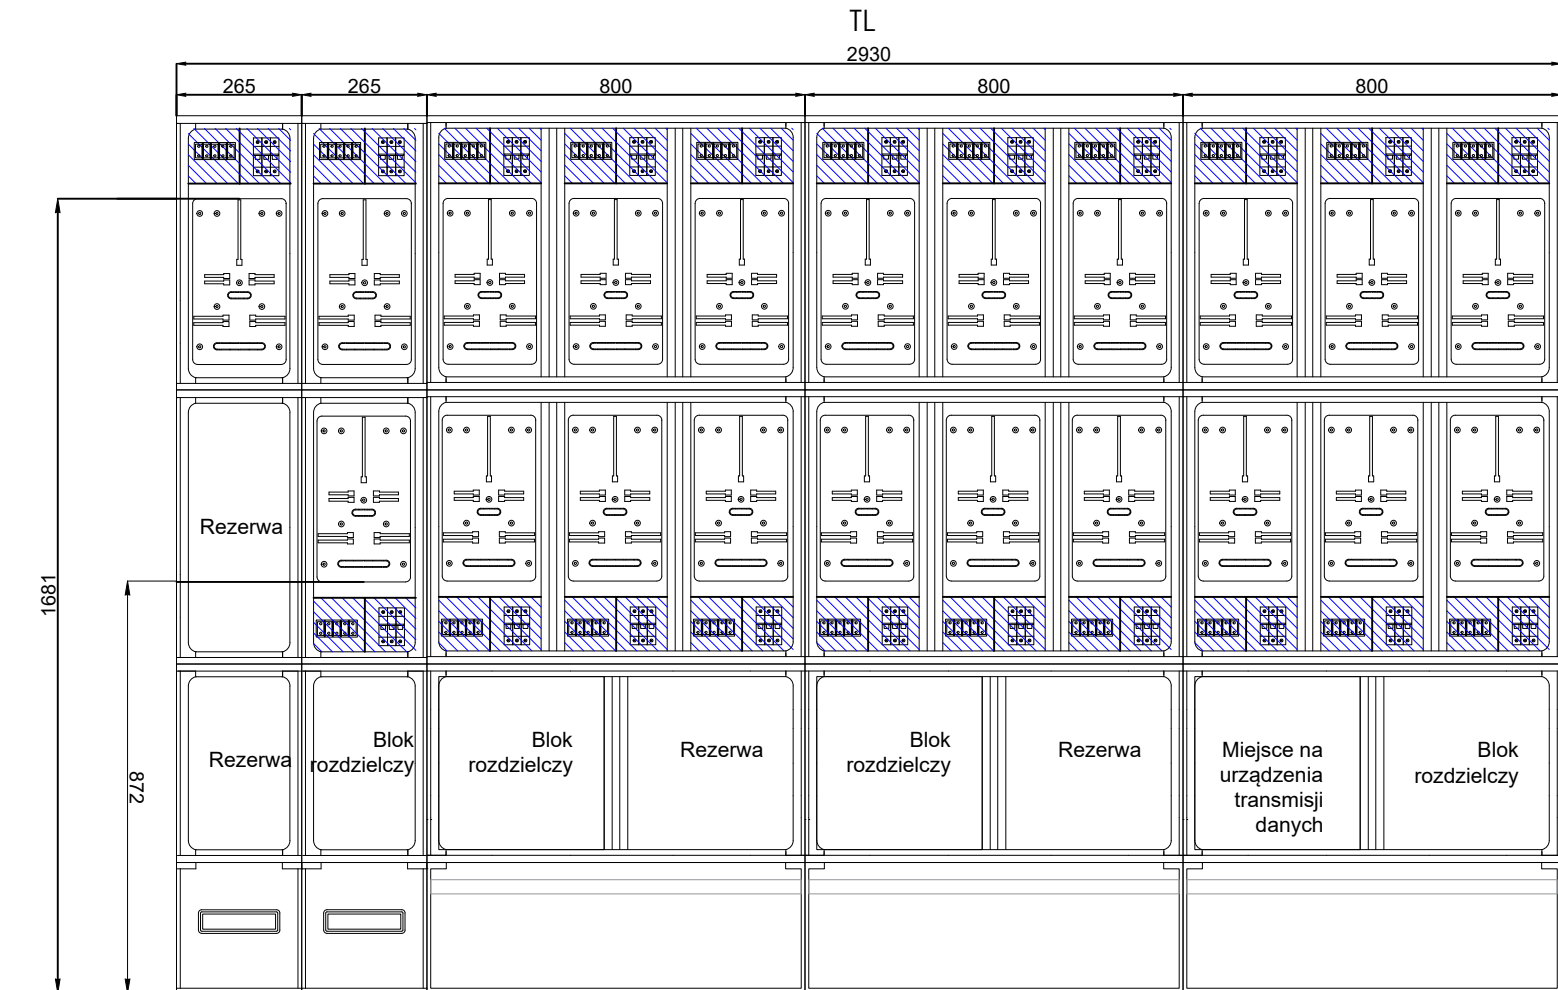 TL
2930
265
265
800
800
800
1681
872
Rezerwa
Rezerwa
Blok
rozdzielczy
Blok
rozdzielczy
Rezerwa
Blok
rozdzielczy
Rezerwa
Miejsce na
urządzenia
transmisji
danych
Blok
rozdzielczy